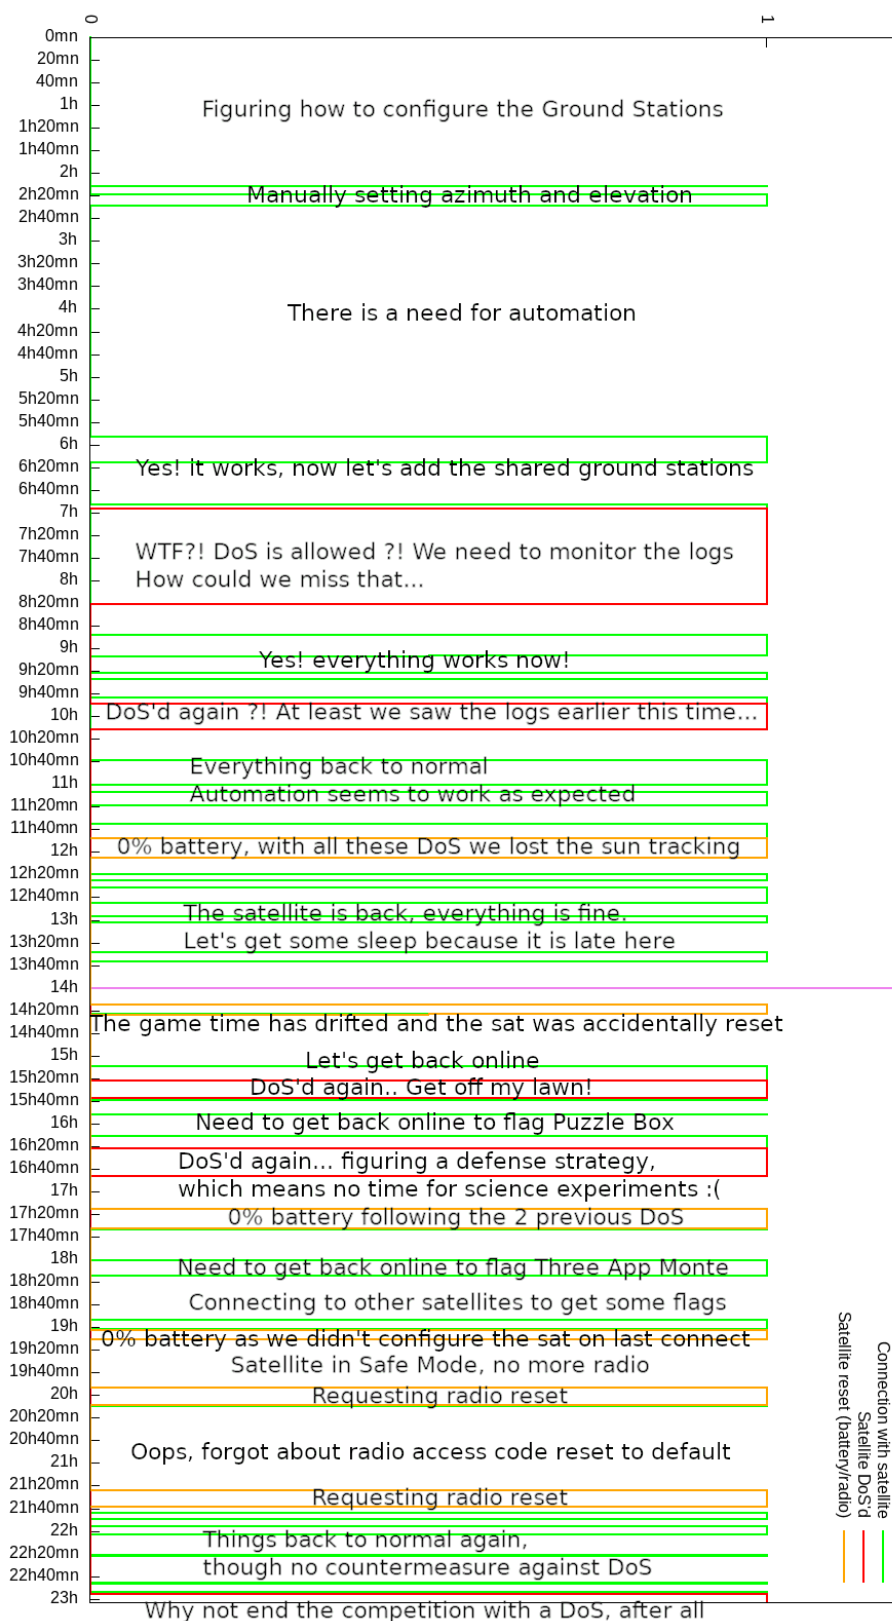 0
1
0mn
20mn
40mn
1h
Figuring how to configure the Ground Stations
1h20mn
1h40mn
2h
2h20mn
Manually setting azimuth and elevation
2h40mn
3h
3h20mn
3h40mn
4h
There is a need for automation
4h20mn
4h40mn
5h
5h20mn
5h40mn
6h
6h20mn
Yes! it works, now let's add the shared ground stations
6h40mn
7h
7h20mn
7h40mn
WTF?! DoS is allowed ?! We need to monitor the logs
8h
How could we miss that...
8h20mn
8h40mn
9h
Yes! everything works now!
9h20mn
9h40mn
10h
DoS'd again ?! At least we saw the logs earlier this time...
10h20mn
10h40mn
Everything back to normal
11h
Automation seems to work as expected
11h20mn
11h40mn
12h
0% battery, with all these DoS we lost the sun tracking
12h20mn
12h40mn
13h
The satellite is back, everything is fine.
13h20mn
Let's get some sleep because it is late here
13h40mn
14h
14h20mn
The game time has drifted and the sat was accidentally reset
14h40mn
15h
Let's get back online
15h20mn
DoS'd again.. Get off my lawn!
15h40mn
16h
Need to get back online to flag Puzzle Box
16h20mn
16h40mn
DoS'd again... figuring a defense strategy,
17h
which means no time for science experiments :(
17h20mn
0% battery following the 2 previous DoS
17h40mn
18h
Need to get back online to flag Three App Monte
18h20mn
18h40mn
Connecting to other satellites to get some flags
19h
0% battery as we didn't configure the sat on last connect
19h20mn
Satellite in Safe Mode, no more radio
19h40mn
20h
Requesting radio reset
20h20mn
20h40mn
Oops, forgot about radio access code reset to default
21h
21h20mn
Requesting radio reset
21h40mn
22h
Things back to normal again,
22h20mn
though no countermeasure against DoS
22h40mn
23h
Why not end the competition with a DoS, after all
Connection with satellite
Satellite DoS'd
Satellite reset (battery/radio)